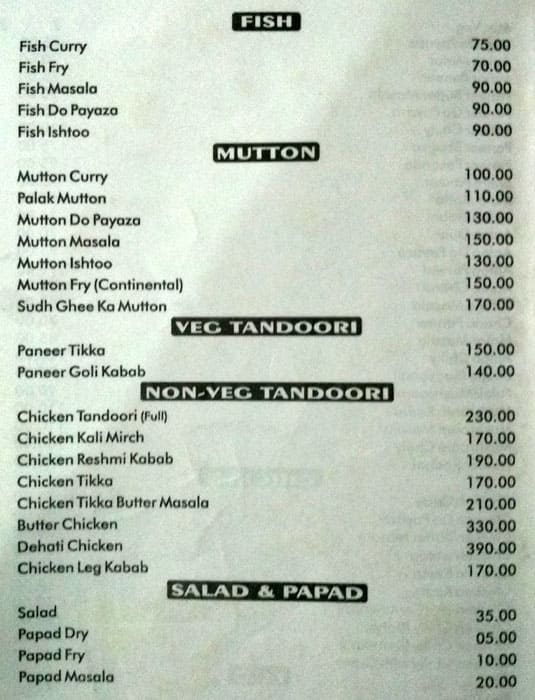 FISH
Fish Curry 75.00
Fish Fry 70.00
Fish Masala 90.00
Fish Do Payaza 90.00
Fish Ishtoo 90.00
MUTTON
Mutton Curry 100.00
Palak Mutton 110.00
Mutton Do Payaza 130.00
Mutton Masala 150.00
Mutton Ishtoo 130.00
Mutton Fry (Continental) 150.00
Sudh Ghee Ka Mutton 170.00
VEG TANDOORI
Paneer Tikka 150.00
Paneer Goli Kabab 140.00
NON-VEG TANDOORI
Chicken Tandoori (Full) 230.00
Chicken Kali Mirch 170.00
Chicken Reshmi Kabab 190.00
Chicken Tikka 170.00
Chicken Tikka Butter Masala 210.00
Butter Chicken 330.00
Dehati Chicken 390.00
Chicken Leg Kabab 170.00
SALAD & PAPAD
Salad 35.00
Papad Dry 05.00
Papad Fry 10.00
Papad Masala 20.00